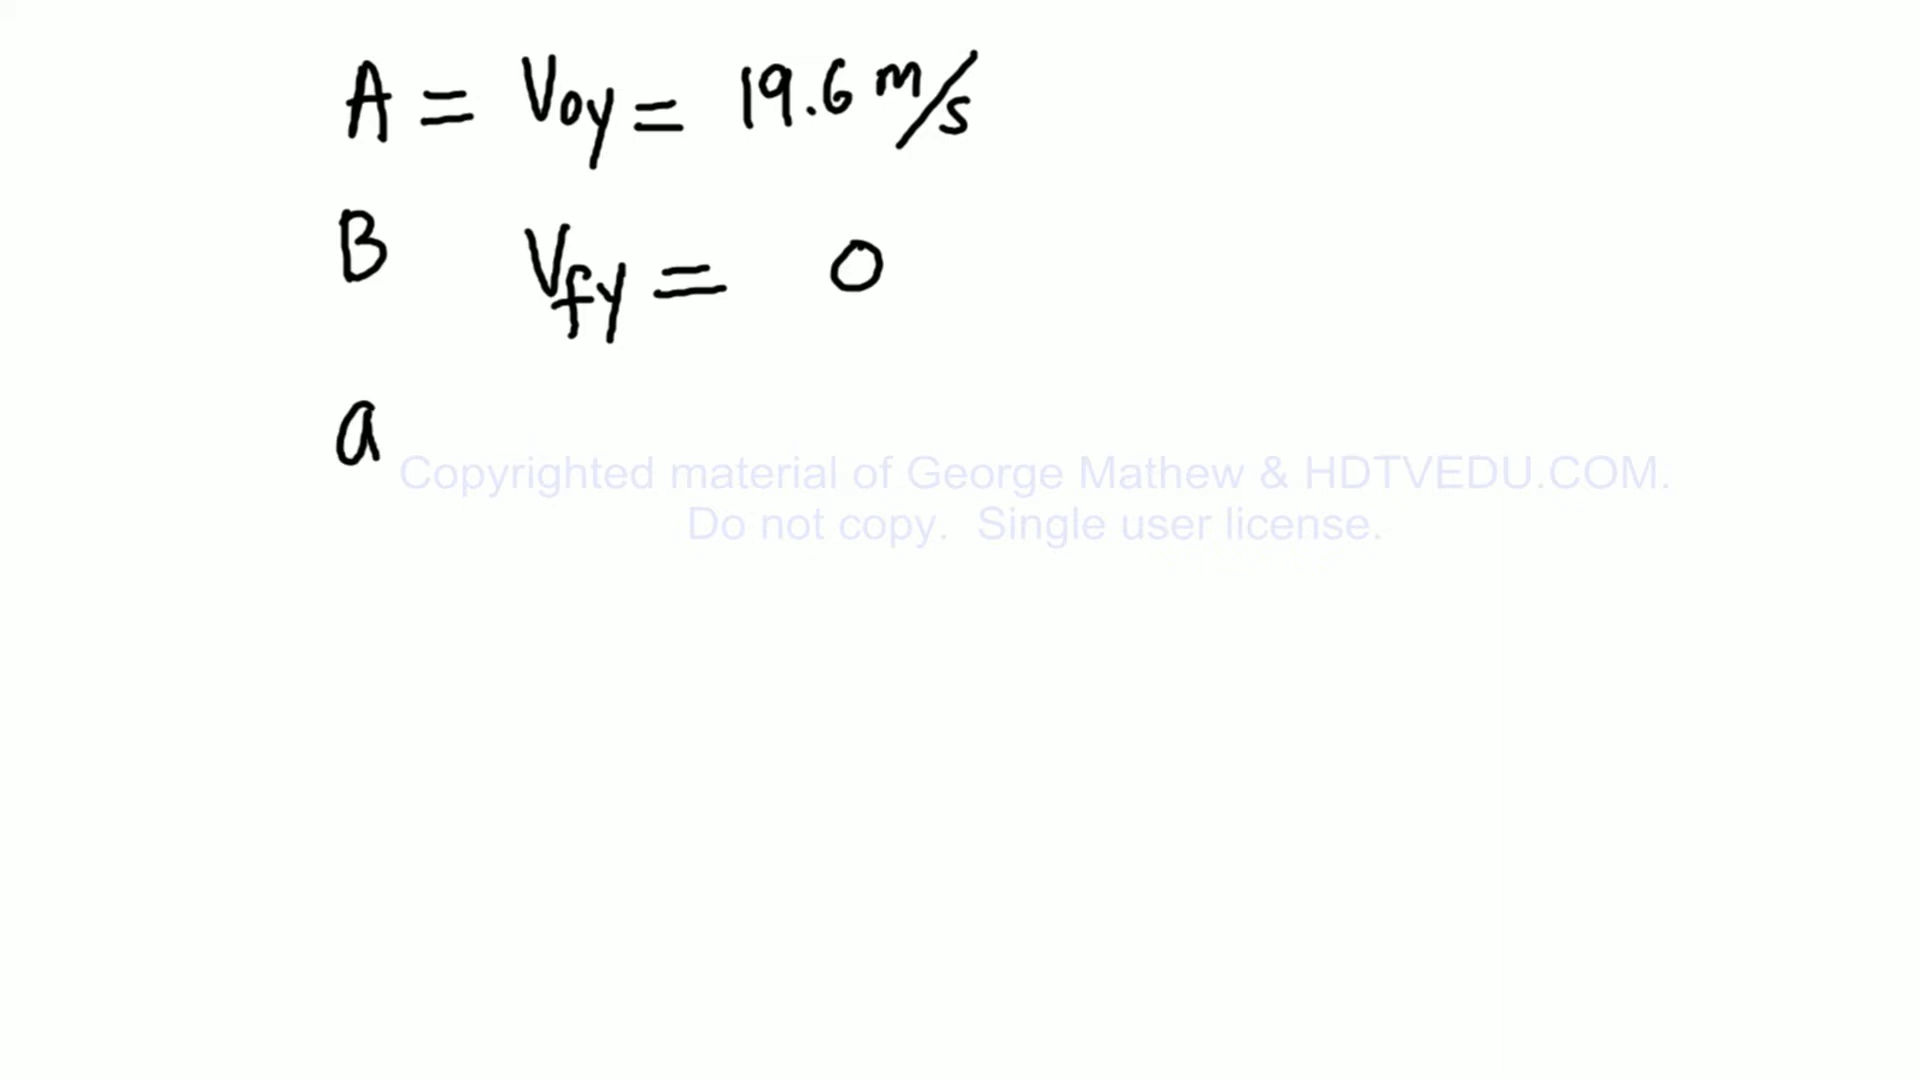 A = Voy = 19.6 m/s
B Vfy = 0
a
Copyrighted material of George Mathew & HDTVEDU.COM.
Do not copy. Single user license.